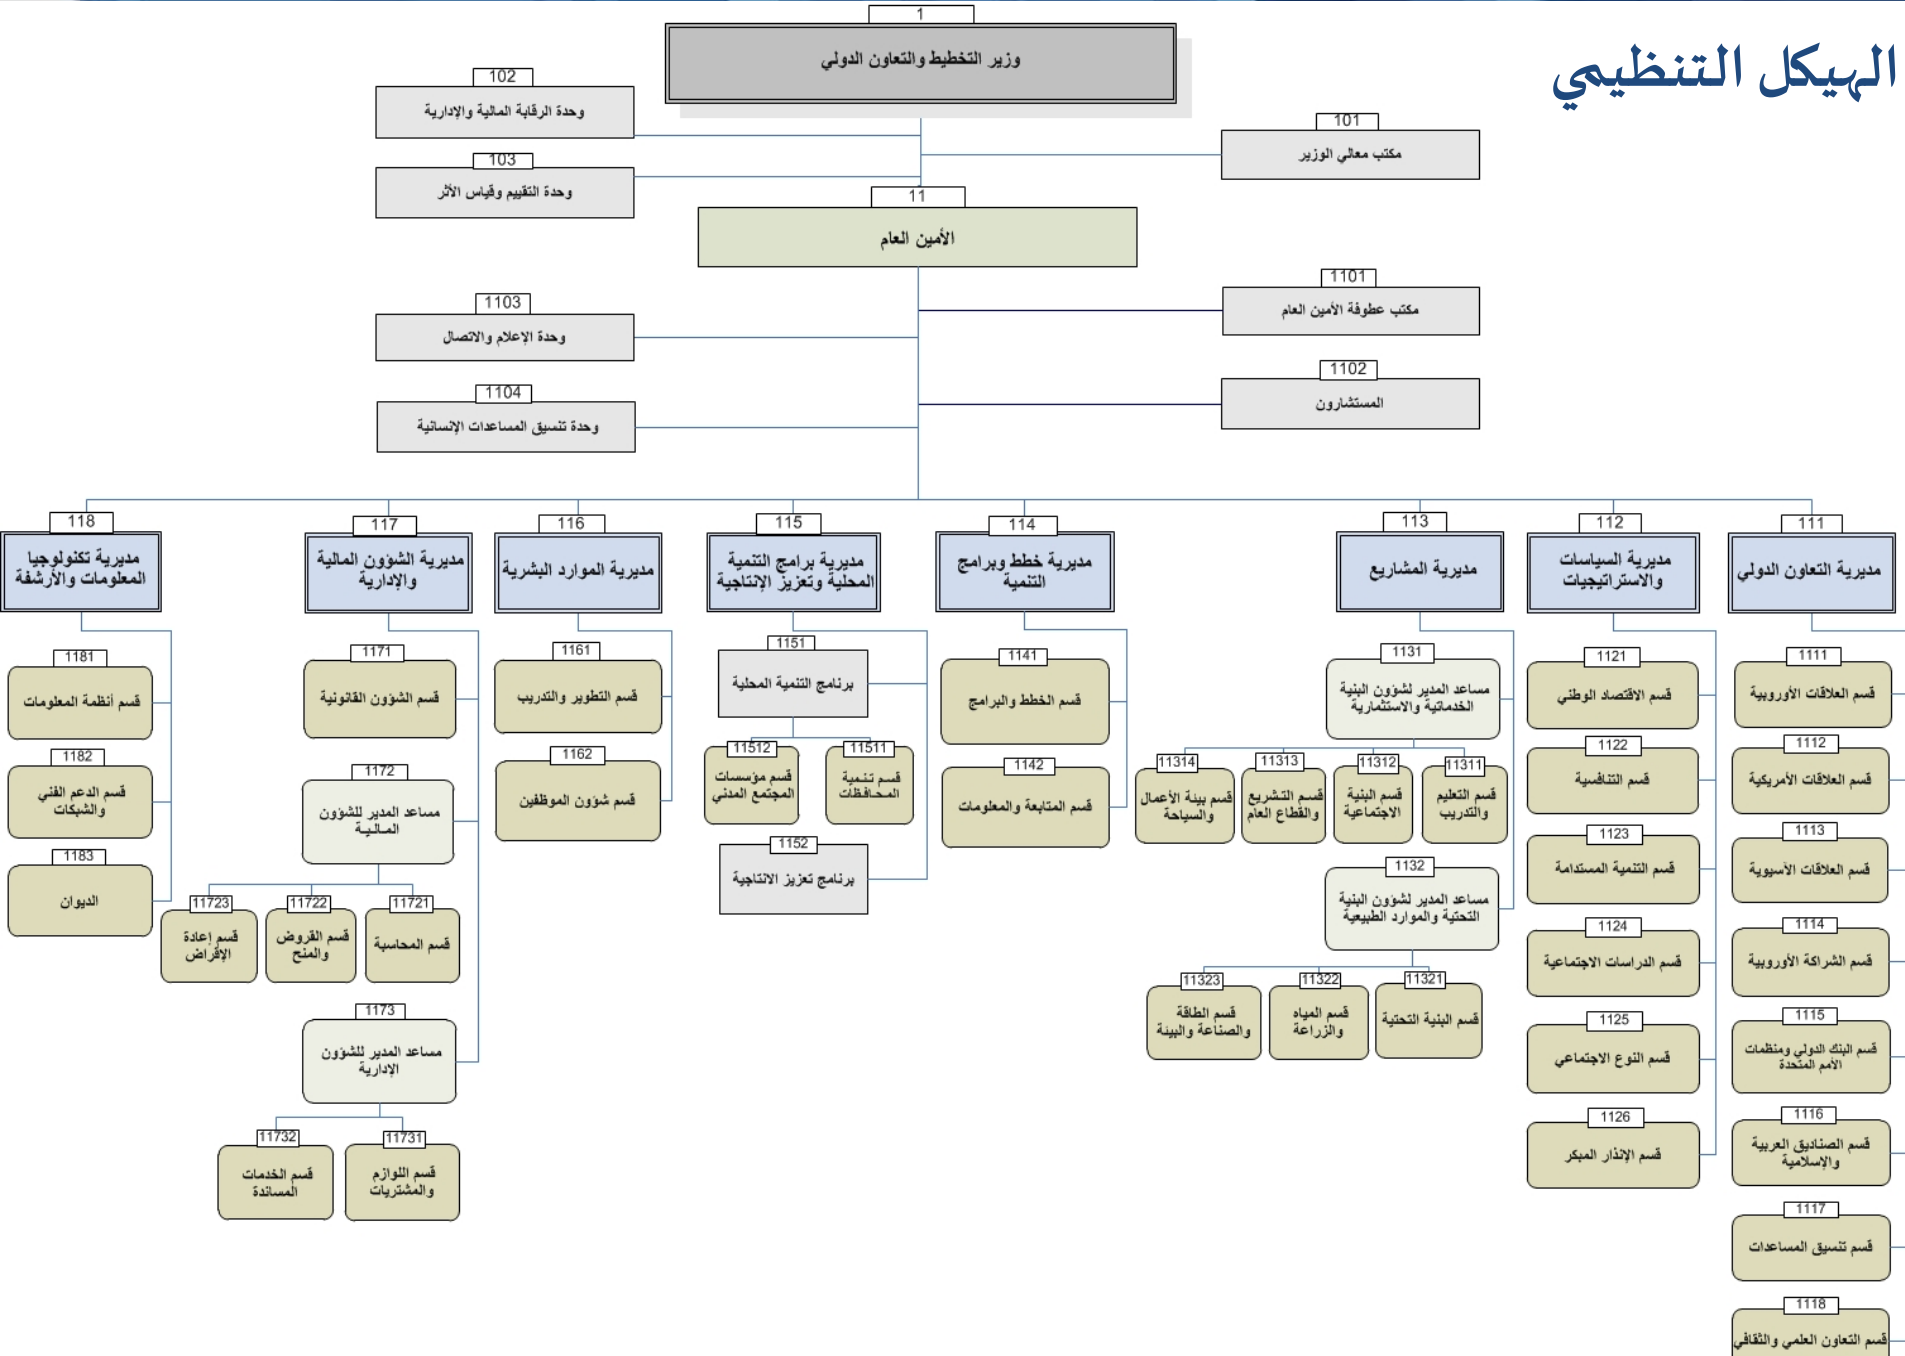 الهيكل التنظيمي
1
وزير التخطيط والتعاون الدولي
101
مكتب معالي الوزير
102
وحدة الرقابة المالية والإدارية
103
وحدة التقييم وقياس الأثر
11
الأمين العام
1101
مكتب عطوفة الأمين العام
1102
المستشارون
1103
وحدة الإعلام والاتصال
1104
وحدة تنسيق المساعدات الإنسانية
111
مديرية التعاون الدولي
1111
قسم العلاقات الأوروبية
1112
قسم العلاقات الأمريكية
1113
قسم العلاقات الآسيوية
1114
قسم الشراكة الأوروبية
1115
قسم البنك الدولي ومنظمات
الأمم المتحدة
1116
قسم الصناديق العربية
والإسلامية
1117
قسم تنسيق المساعدات
1118
قسم التعاون العلمي والثقافي
112
مديرية السياسات
والاستراتيجيات
1121
قسم الاقتصاد الوطني
1122
قسم التنافسية
1123
قسم التنمية المستدامة
1124
قسم الدراسات الاجتماعية
1125
قسم النوع الاجتماعي
1126
قسم الإنذار المبكر
113
مديرية المشاريع
1131
مساعد المدير لشؤون البنية
الخدماتية والاستثمارية
11311
قسم التعليم
والتدريب
11312
قسم البنية
الاجتماعية
11313
قسم التشريع
والقطاع العام
11314
قسم بيئة الأعمال
والسياحة
1132
مساعد المدير لشؤون البنية
التحتية والموارد الطبيعية
11321
قسم البنية التحتية
11322
قسم المياه
والزراعة
11323
قسم الطاقة
والصناعة والبيئة
114
مديرية خطط وبرامج
التنمية
1141
قسم الخطط والبرامج
1142
قسم المتابعة والمعلومات
115
مديرية برامج التنمية
المحلية وتعزيز الإنتاجية
1151
برنامج التنمية المحلية
11511
قسم تنمية
المحافظات
11512
قسم مؤسسات
المجتمع المدني
1152
برنامج تعزيز الانتاجية
116
مديرية الموارد البشرية
1161
قسم التطوير والتدريب
1162
قسم شؤون الموظفين
117
مديرية الشؤون المالية
والإدارية
1171
قسم الشؤون القانونية
1172
مساعد المدير للشؤون
المالية
11721
قسم المحاسبة
11722
قسم القروض
والمنح
11723
قسم إعادة
الإقراض
1173
مساعد المدير للشؤون
الإدارية
11731
قسم اللوازم
والمشتريات
11732
قسم الخدمات
المساندة
118
مديرية تكنولوجيا
المعلومات والأرشفة
1181
قسم أنظمة المعلومات
1182
قسم الدعم الفني
والشبكات
1183
الديوان